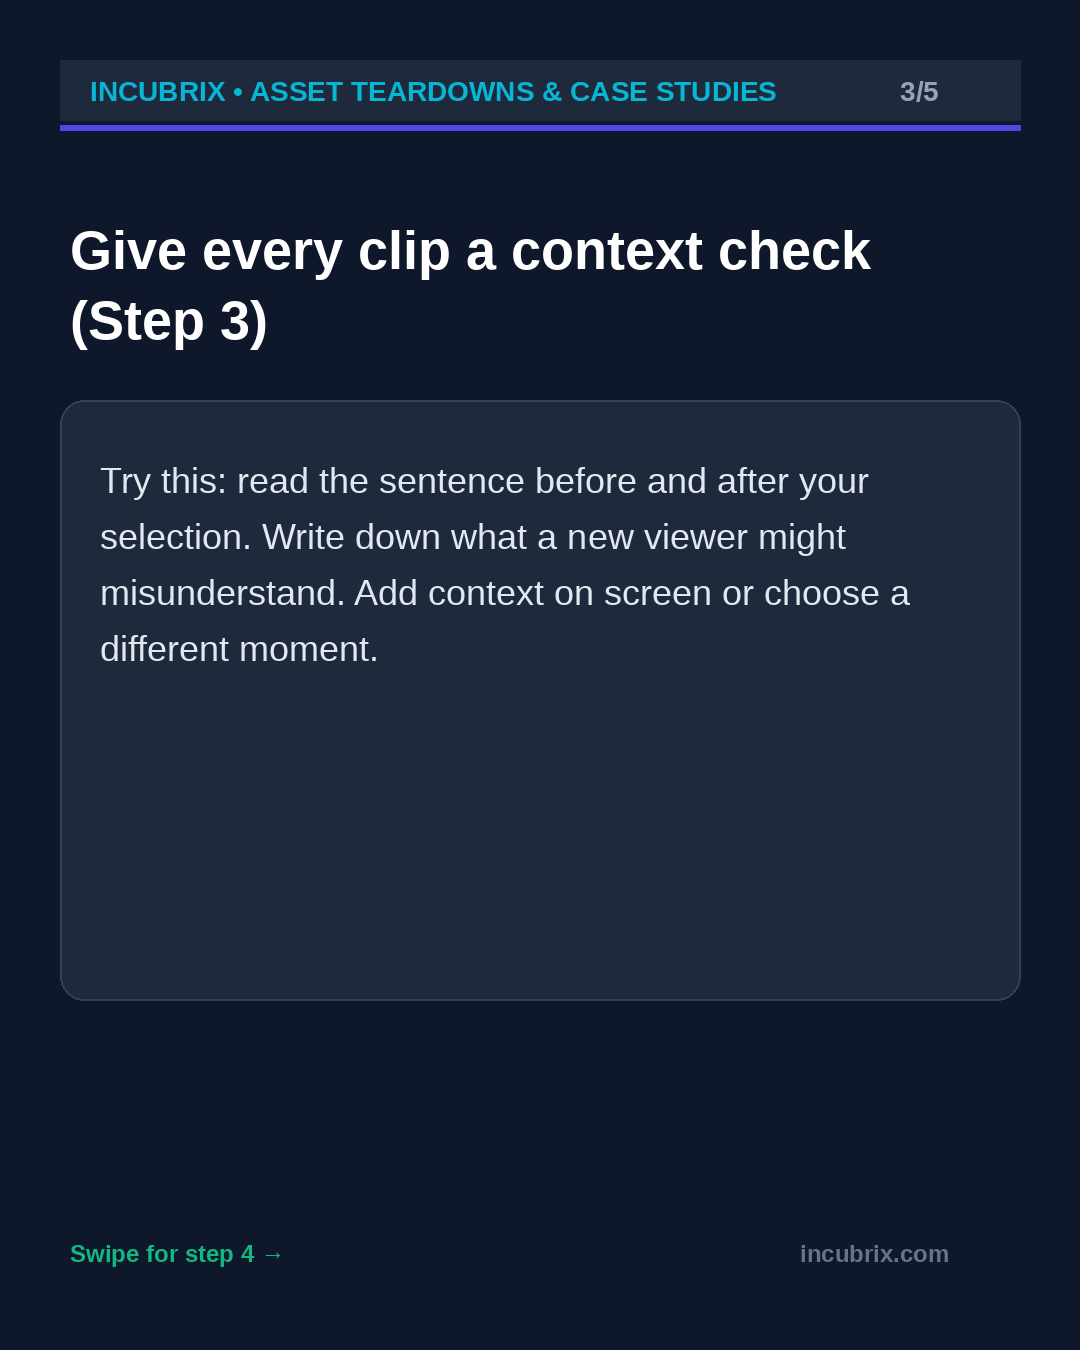 INCUBRIX • ASSET TEARDOWNS & CASE STUDIES 3/5
Give every clip a context check
(Step 3)
Try this: read the sentence before and after your
selection. Write down what a new viewer might
misunderstand. Add context on screen or choose a
different moment.
Swipe for step 4 → incubrix.com